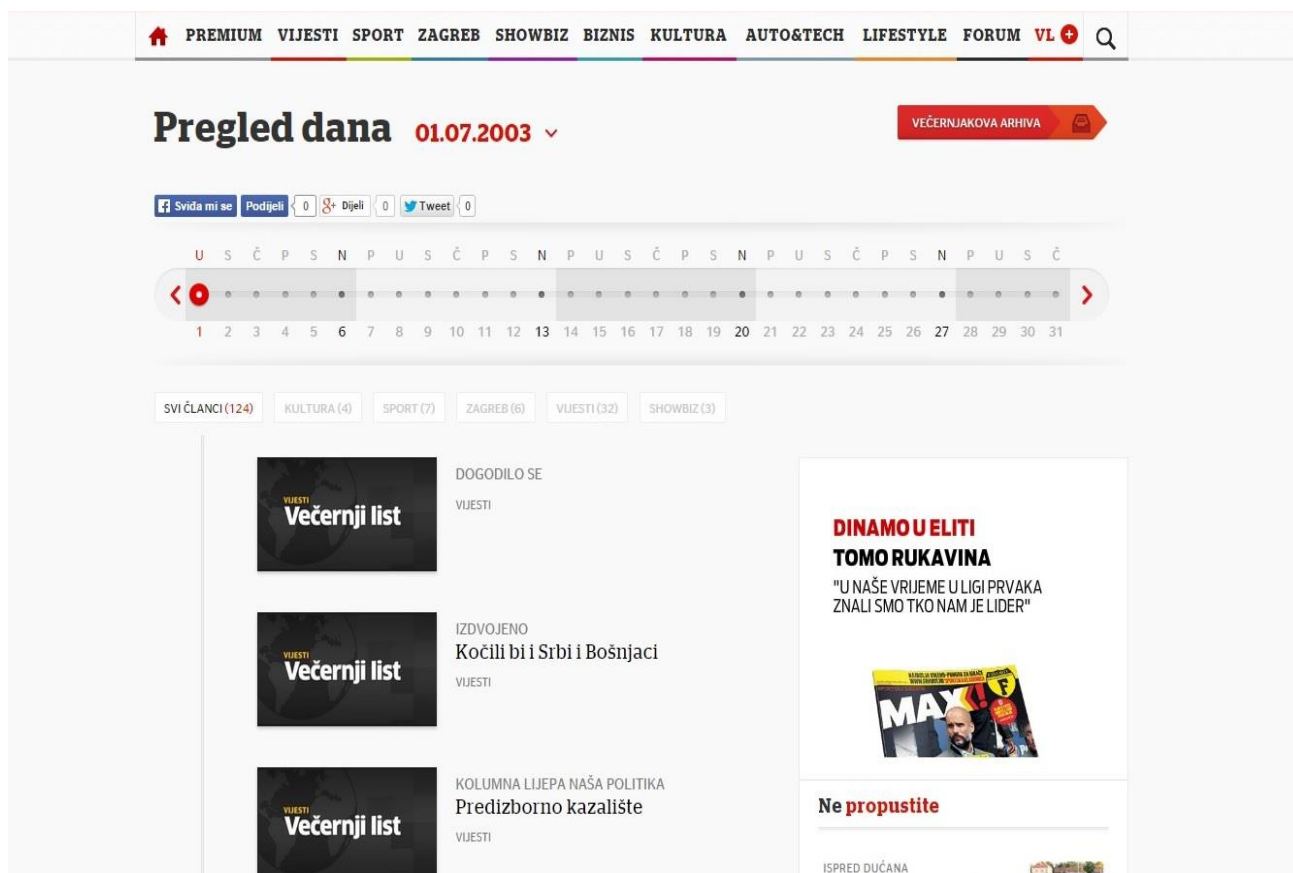 PREMIUM VIJESTI SPORT ZAGREB SHOWBIZ BIZNIS KULTURA AUTO&TECH LIFESTYLE FORUM VL +
Pregled dana 01.07.2003
VEČERNJAKOVA ARHIVA
Sviđa mi se Podijeli 0 g+ Dijeli 0 Tweet 0
U S Č P S N P U S Č P S N P U S Č P S N P U S Č P S N P U S Č
1 2 3 4 5 6 7 8 9 10 11 12 13 14 15 16 17 18 19 20 21 22 23 24 25 26 27 28 29 30 31
SVI ČLANCI (124) KULTURA (4) SPORT (7) ZAGREB (6) VIJESTI (32) SHOWBIZ (3)
VIJESTI
Večernji list
DOGODILO SE
VIJESTI
VIJESTI
Večernji list
IZDVOJENO
Kočili bi i Srbi i Bošnjaci
VIJESTI
VIJESTI
Večernji list
KOLUMNA LIJEPA NAŠA POLITIKA
Predizborno kazalište
VIJESTI
DINAMO U ELITI
TOMO RUKAVINA
"U NAŠE VRIJEME U LIGI PRVAKA
ZNALI SMO TKO NAM JE LIDER"
MAX!
Ne propustite
ISPRED DUĆANA